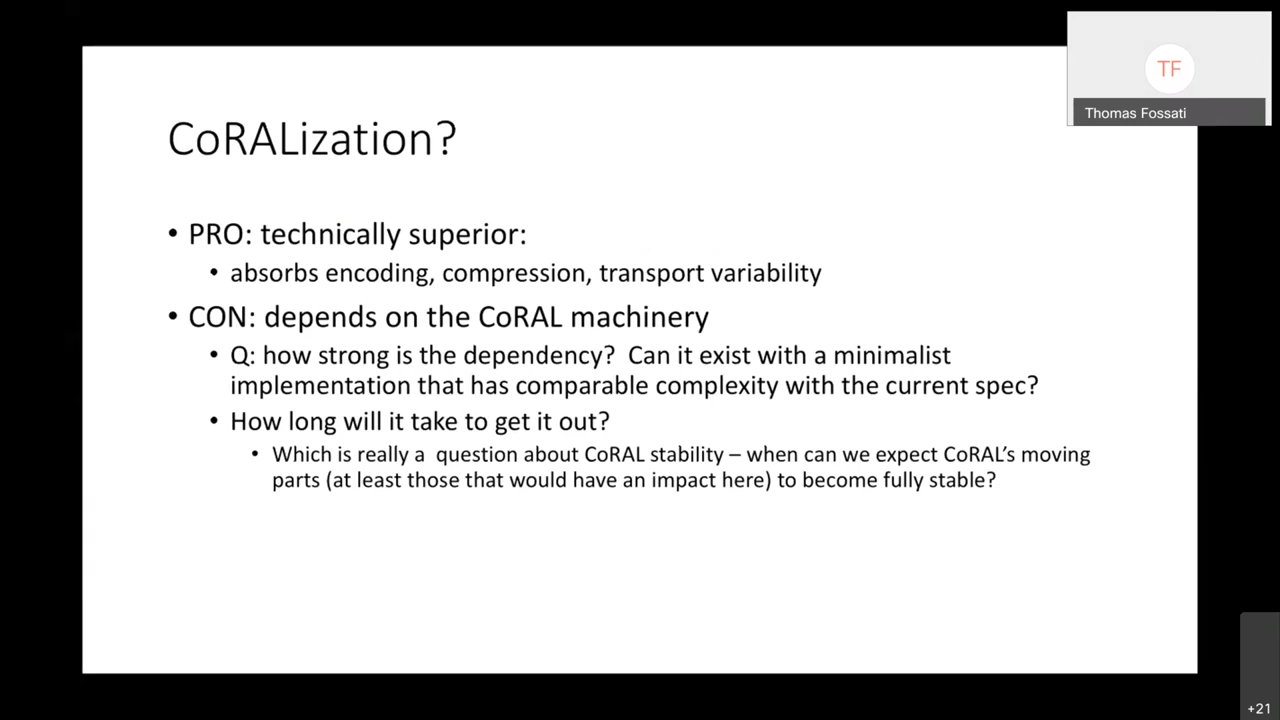 TF
Thomas Fossati
CoRALization?
• PRO: technically superior:
• absorbs encoding, compression, transport variability
• CON: depends on the CoRAL machinery
• Q: how strong is the dependency?  Can it exist with a minimalist
implementation that has comparable complexity with the current spec?
• How long will it take to get it out?
• Which is really a  question about CoRAL stability – when can we expect CoRAL’s moving
parts (at least those that would have an impact here) to become fully stable?
+21